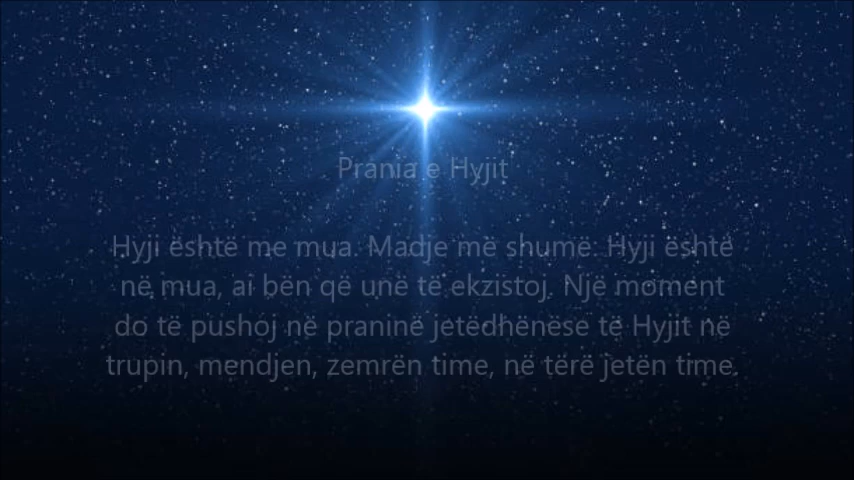 Prania e Hyjit
Hyji është me mua. Madje më shumë: Hyji është
në mua, ai bën që unë të ekzistoj. Një moment
do të pushoj në praninë jetëdhënëse të Hyjit në
trupin, mendjen, zemrën time, në tërë jetën time.